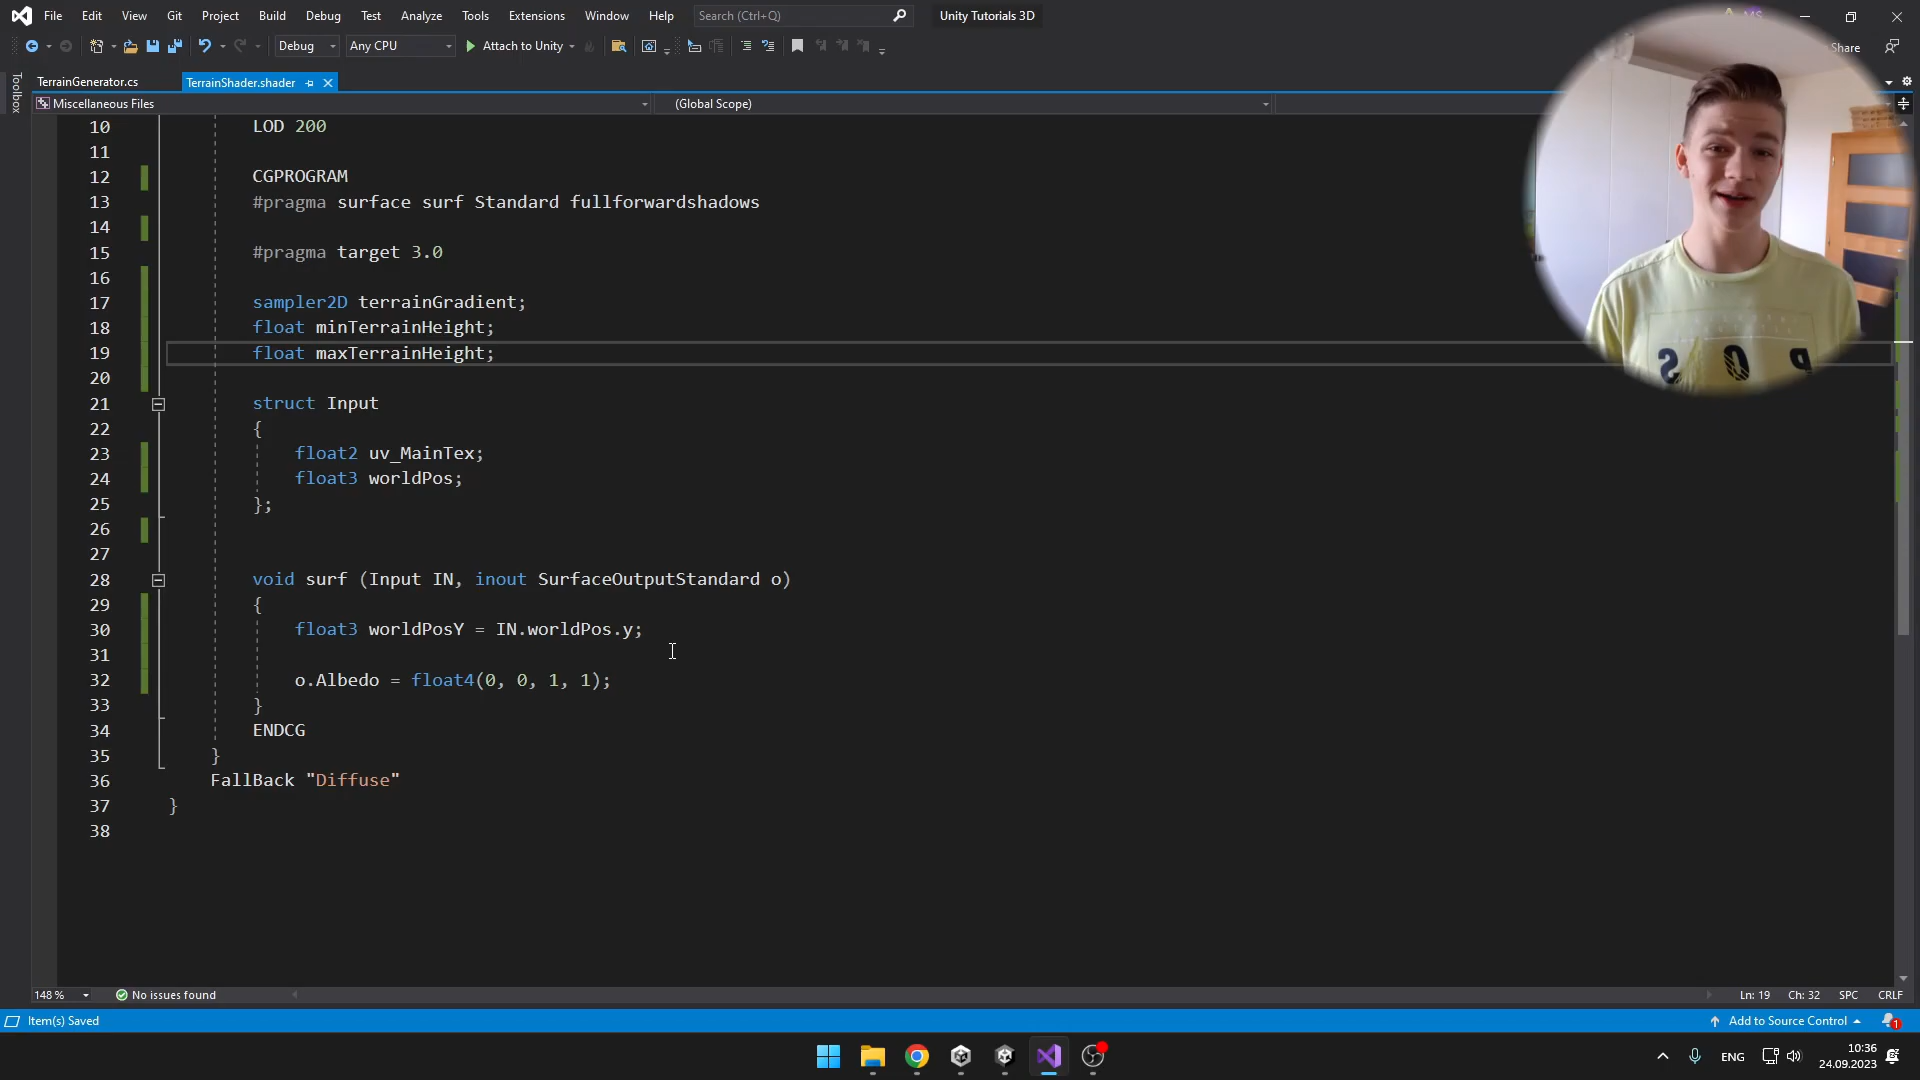 File Edit View Git Project Build Debug Test Analyze Tools Extensions Window Help Search (Ctrl+Q) Unity Tutorials 3D
Debug Any CPU Attach to Unity Share
Toolbox
TerrainGenerator.cs TerrainShader.shader
Miscellaneous Files (Global Scope)
10 LOD 200
11
12 CGPROGRAM
13 #pragma surface surf Standard fullforwardshadows
14
15 #pragma target 3.0
16
17 sampler2D terrainGradient;
18 float minTerrainHeight;
19 float maxTerrainHeight;
20
21 struct Input
22 {
23 float2 uv_MainTex;
24 float3 worldPos;
25 };
26
27
28 void surf (Input IN, inout SurfaceOutputStandard o)
29 {
30 float3 worldPosY = IN.worldPos.y;
31
32 o.Albedo = float4(0, 0, 1, 1);
33 }
34 ENDCG
35 }
36 FallBack "Diffuse"
37 }
38
148 % No issues found Ln: 19 Ch: 32 SPC CRLF
Item(s) Saved Add to Source Control 1
ENG 10:36
24.09.2023